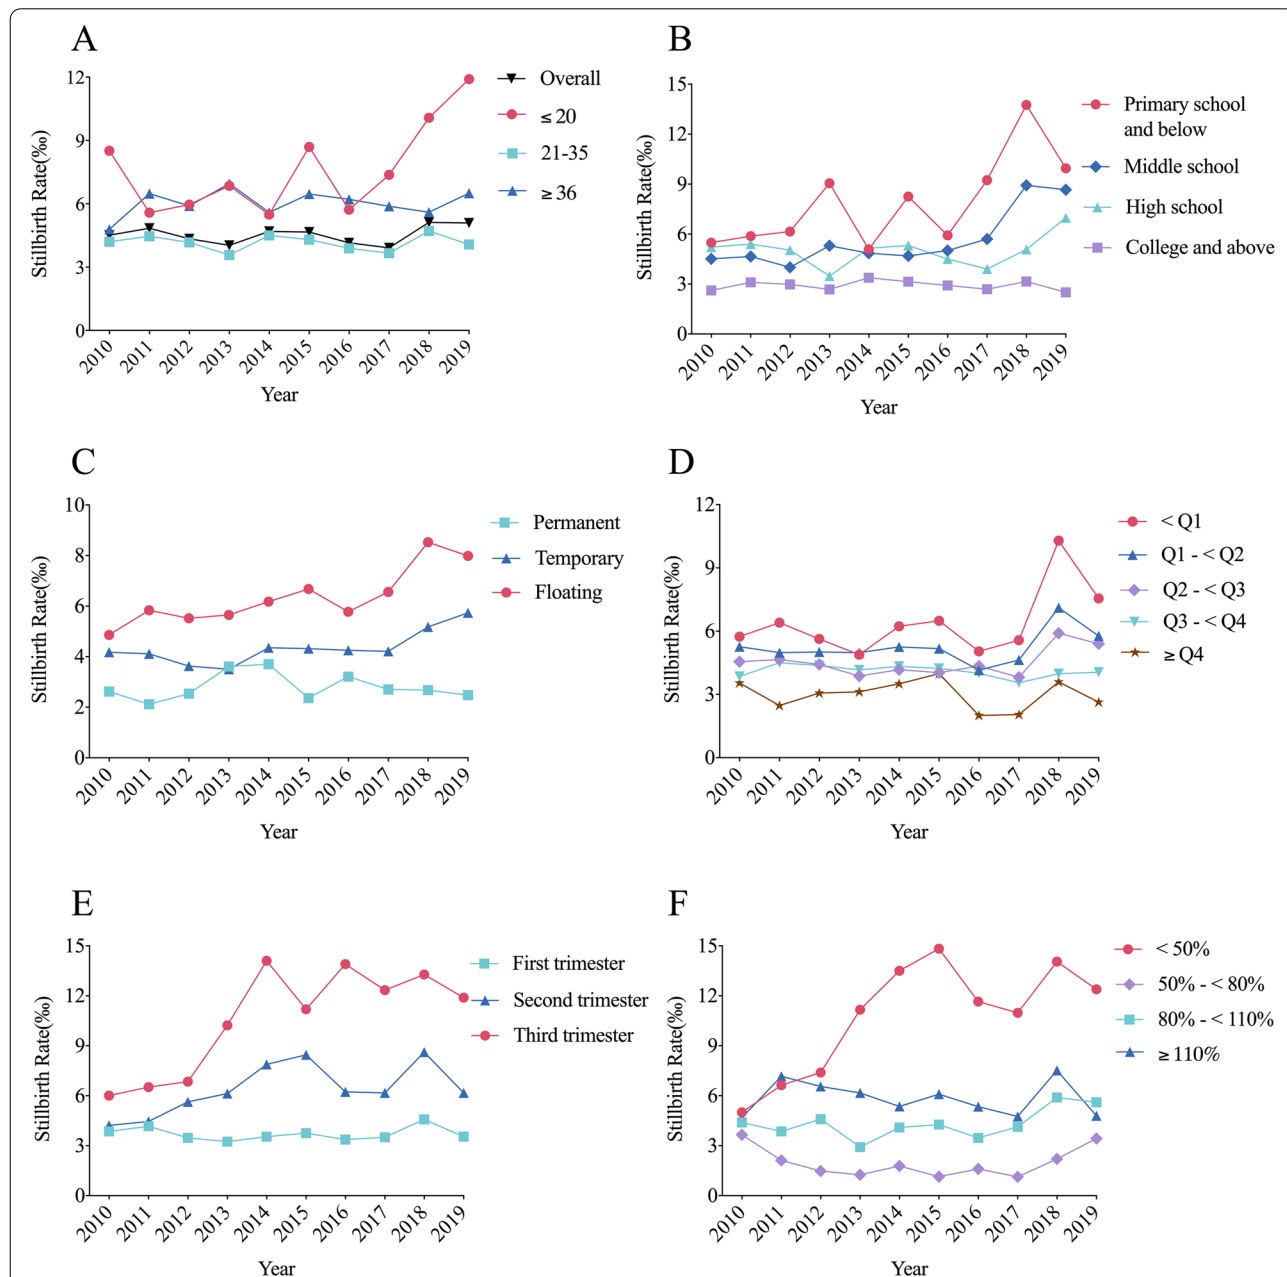 A
Stillbirth Rate(‰)
12
9
6
3
0
2010 2011 2012 2013 2014 2015 2016 2017 2018 2019
Year
Overall
≤ 20
21-35
≥ 36
B
Stillbirth Rate(‰)
15
12
9
6
3
0
2010 2011 2012 2013 2014 2015 2016 2017 2018 2019
Year
Primary school
and below
Middle school
High school
College and above
C
Stillbirth Rate(‰)
10
8
6
4
2
0
2010 2011 2012 2013 2014 2015 2016 2017 2018 2019
Year
Permanent
Temporary
Floating
D
Stillbirth Rate(‰)
12
9
6
3
0
2010 2011 2012 2013 2014 2015 2016 2017 2018 2019
Year
< Q1
Q1 - < Q2
Q2 - < Q3
Q3 - < Q4
≥ Q4
E
Stillbirth Rate(‰)
15
12
9
6
3
0
2010 2011 2012 2013 2014 2015 2016 2017 2018 2019
Year
First trimester
Second trimester
Third trimester
F
Stillbirth Rate(‰)
15
12
9
6
3
0
2010 2011 2012 2013 2014 2015 2016 2017 2018 2019
Year
< 50%
50% - < 80%
80% - < 110%
≥ 110%